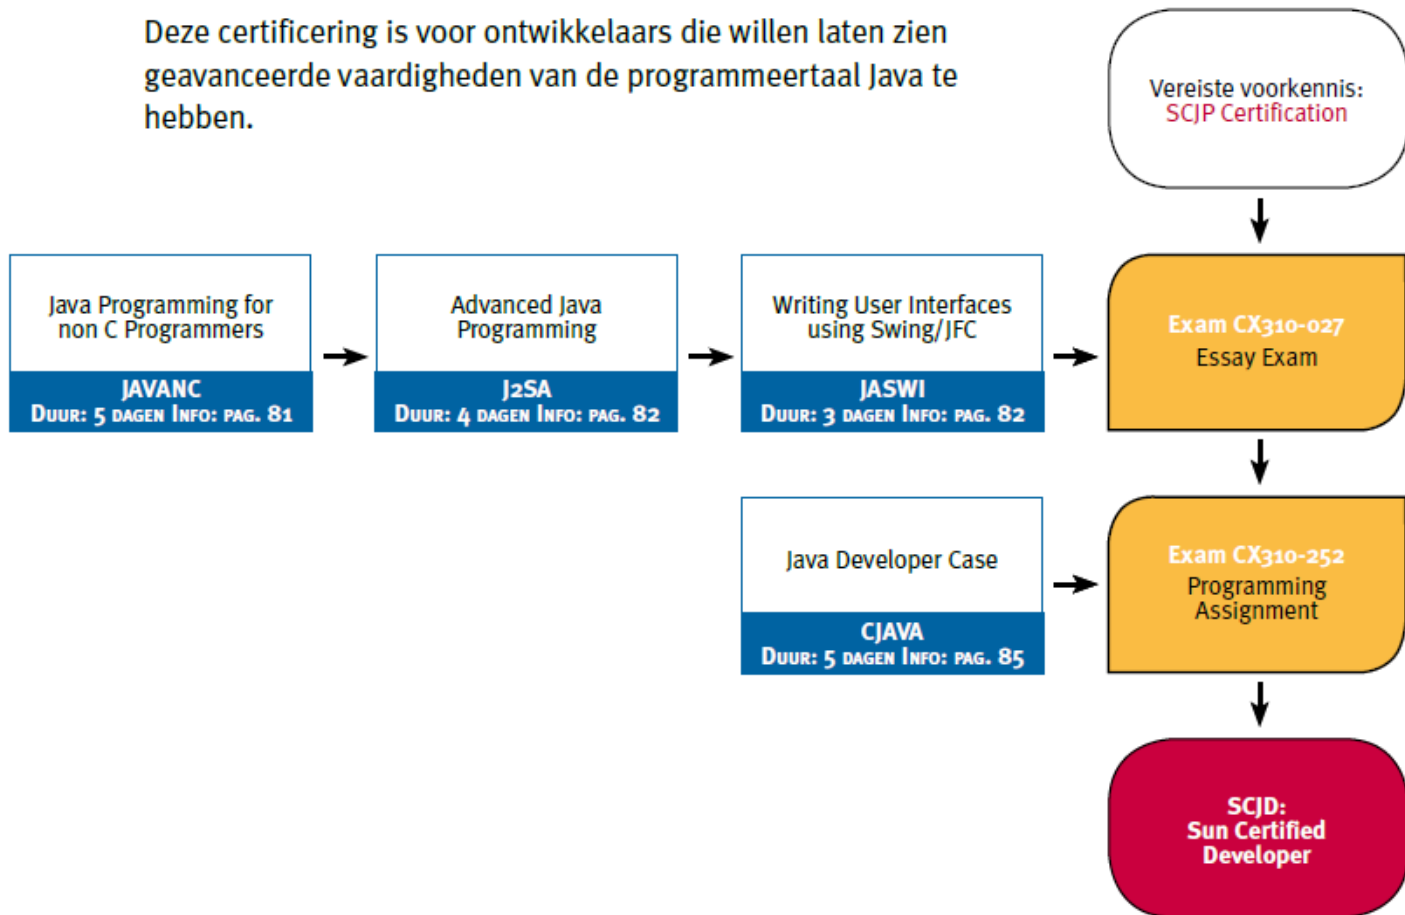 Deze certificering is voor ontwikkelaars die willen laten zien
geavanceerde vaardigheden van de programmeertaal Java te
hebben.
Vereiste voorkennis:
SCJP Certification
Java Programming for
non C Programmers
JAVANC
Duur: 5 dagen Info: pag. 81
Advanced Java
Programming
J2SA
Duur: 4 dagen Info: pag. 82
Writing User Interfaces
using Swing/JFC
JASWI
Duur: 3 dagen Info: pag. 82
Exam CX310-027
Essay Exam
Java Developer Case
CJAVA
Duur: 5 dagen Info: pag. 85
Exam CX310-252
Programming
Assignment
SCJD:
Sun Certified
Developer